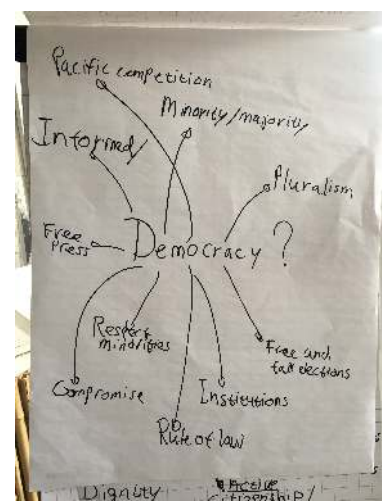 Pacific competition
Minority/majority
Informed/
Pluralism
Free
Press
Democracy?
Respect
minorities
Free and
fair elections
Compromise
Institutions
Rule of law
Dignity
Active
Citizenship/